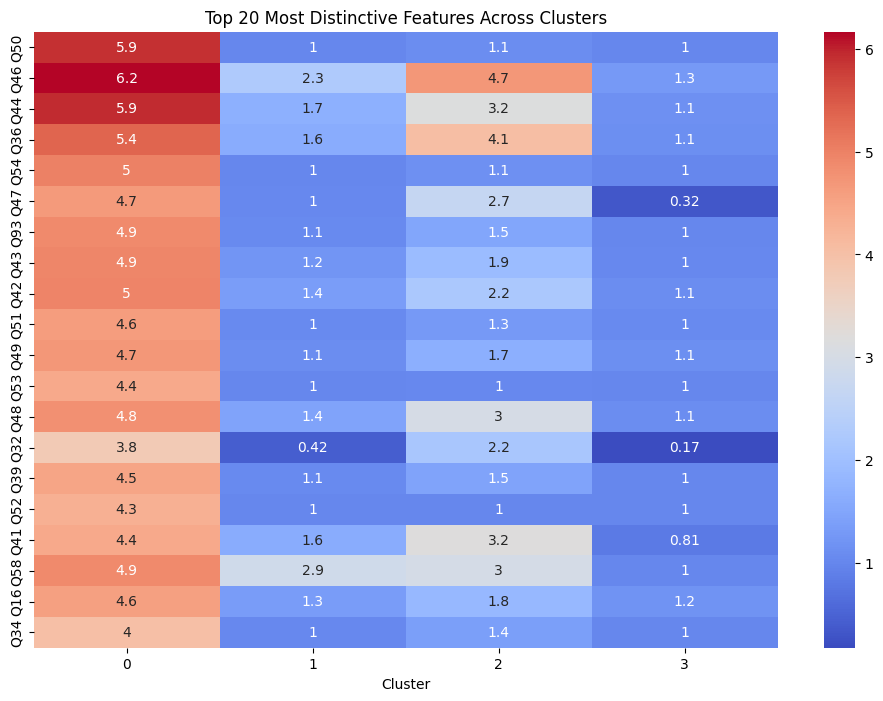 Top 20 Most Distinctive Features Across Clusters
Q50 5.9 1 1.1 1
Q46 6.2 2.3 4.7 1.3
Q44 5.9 1.7 3.2 1.1
Q36 5.4 1.6 4.1 1.1
Q54 5 1 1.1 1
Q47 4.7 1 2.7 0.32
Q93 4.9 1.1 1.5 1
Q43 4.9 1.2 1.9 1
Q42 5 1.4 2.2 1.1
Q51 4.6 1 1.3 1
Q49 4.7 1.1 1.7 1.1
Q53 4.4 1 1 1
Q48 4.8 1.4 3 1.1
Q32 3.8 0.42 2.2 0.17
Q39 4.5 1.1 1.5 1
Q52 4.3 1 1 1
Q41 4.4 1.6 3.2 0.81
Q58 4.9 2.9 3 1
Q16 4.6 1.3 1.8 1.2
Q34 4 1 1.4 1
0 1 2 3
Cluster
6
5
4
3
2
1